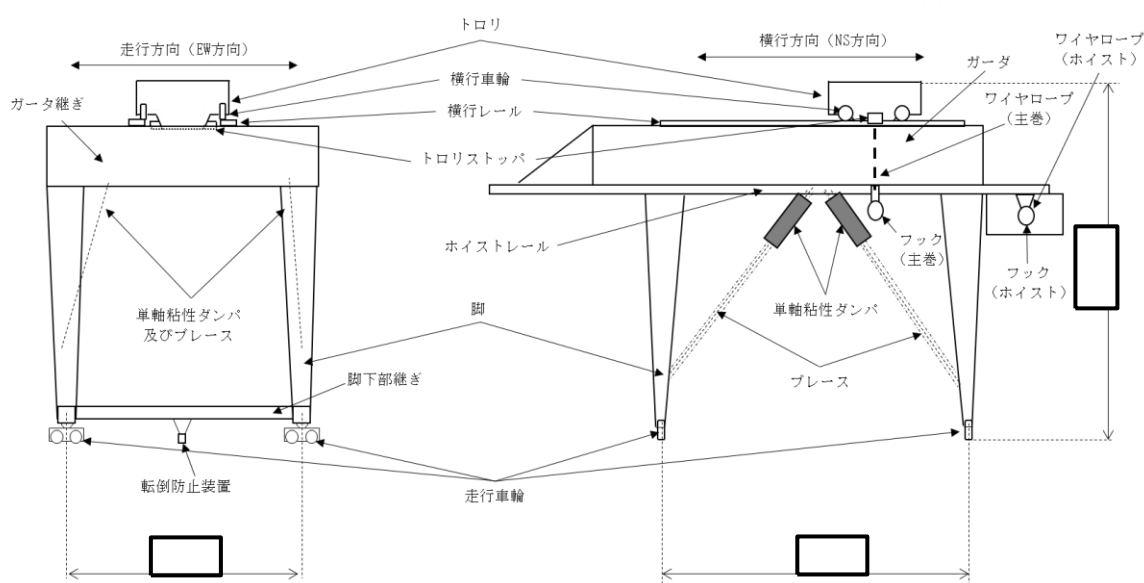 トロリ
走行方向（EW方向）
横行方向（NS方向）
ワイヤロープ
（ホイスト）
ガーダ
横行車輪
ガータ継ぎ
横行レール
ワイヤロープ
（主巻）
トロリストッパ
ホイストレール
フック
（主巻）
フック
（ホイスト）
単軸粘性ダンパ
及びブレース
単軸粘性ダンパ
脚
ブレース
脚下部継ぎ
転倒防止装置
走行車輪